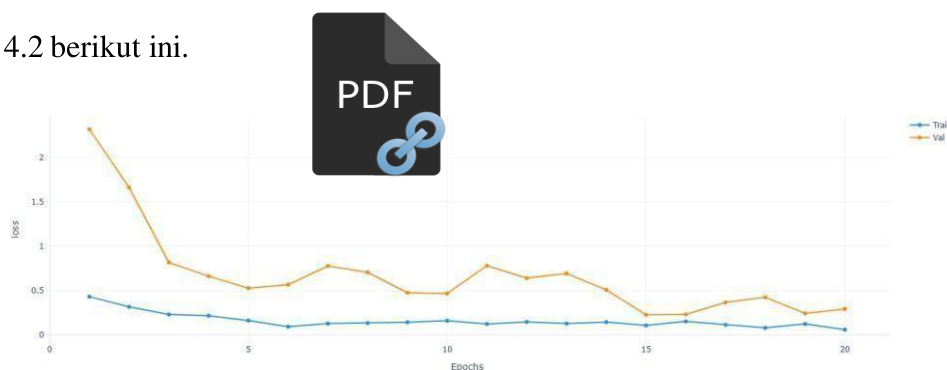 4.2 berikut ini.
PDF
Trai
Val
2
1.5
1
0.5
0
loss
0 5 10 15 20
Epochs